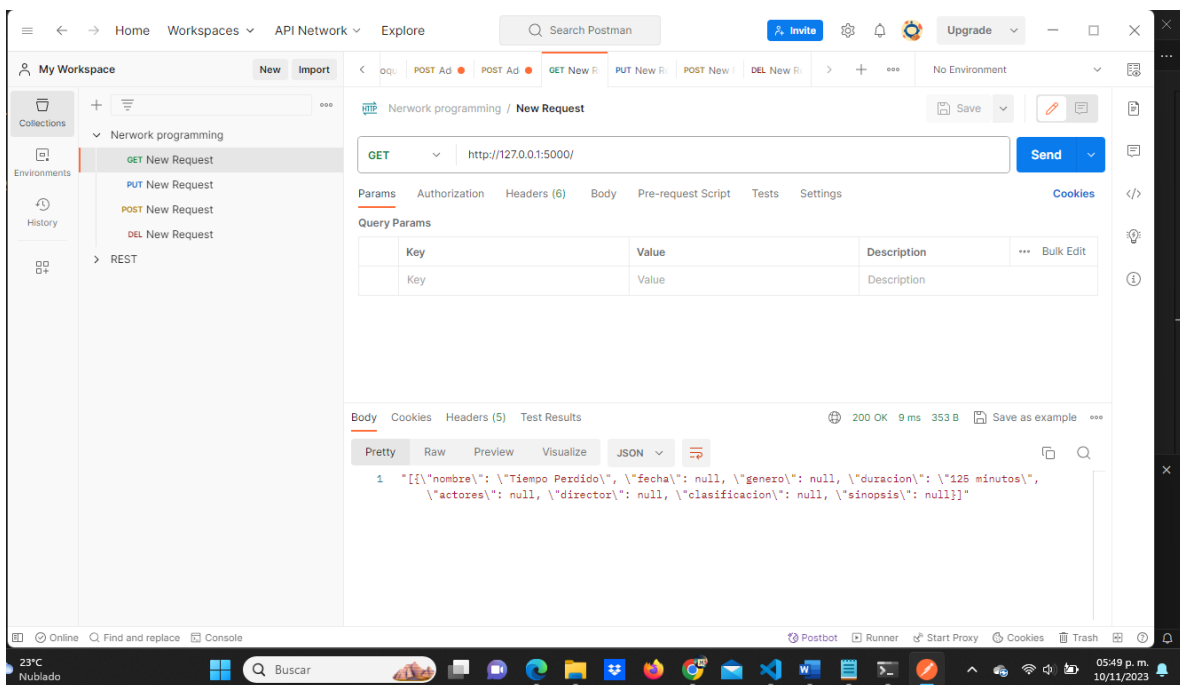 Home Workspaces API Network Explore Search Postman Invite Upgrade
My Workspace New Import POST Ad POST Ad GET New R PUT New R POST New DEL New R No Environment
Collections
Environments
History
Nerwork programming
GET New Request
PUT New Request
POST New Request
DEL New Request
REST
HTTP Nerwork programming / New Request Save
GET http://127.0.0.1:5000/ Send
Params Authorization Headers (6) Body Pre-request Script Tests Settings Cookies
Query Params
Key Value Description Bulk Edit
Key Value Description
Body Cookies Headers (5) Test Results 200 OK 9 ms 353 B Save as example
Pretty Raw Preview Visualize JSON
1 "[{\"nombre\": \"Tiempo Perdido\", \"fecha\": null, \"genero\": null, \"duracion\": \"125 minutos\",
\"actores\": null, \"director\": null, \"clasificacion\": null, \"sinopsis\": null}]"
Online Find and replace Console Postbot Runner Start Proxy Cookies Trash
23°C
Nublado
Buscar
05:49 p. m.
10/11/2023